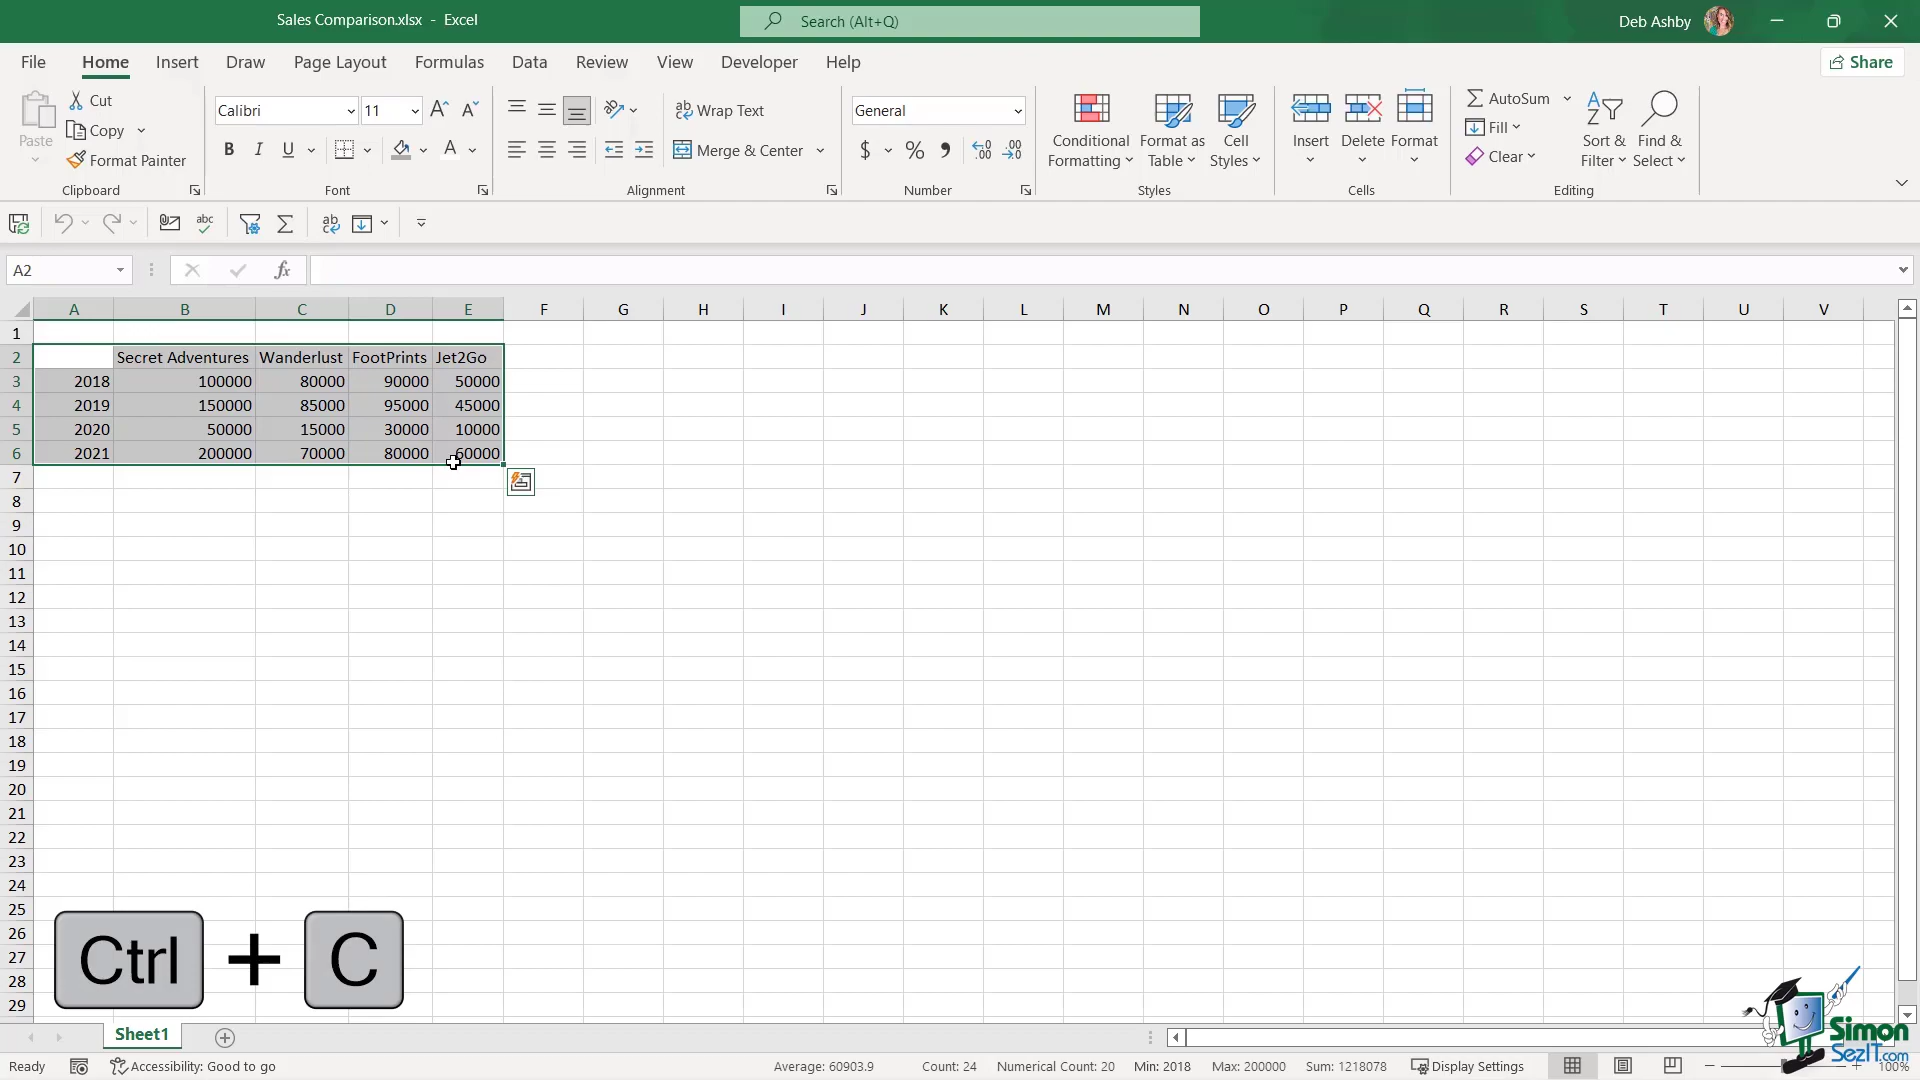 Sales Comparison.xlsx - Excel
Search (Alt+Q)
Deb Ashby
File Home Insert Draw Page Layout Formulas Data Review View Developer Help
Share
Paste
Cut
Copy
Format Painter
Clipboard
Calibri 11
B I U
Font
Wrap Text
Merge & Center
Alignment
General
$ % ,
Number
Conditional Formatting
Format as Table
Cell Styles
Styles
Insert Delete Format
Cells
AutoSum
Fill
Clear
Sort & Filter
Find & Select
Editing
A2 fx
A B C D E F G H I J K L M N O P Q R S T U V
1
2 Secret Adventures Wanderlust FootPrints Jet2Go
3 2018 100000 80000 90000 50000
4 2019 150000 85000 95000 45000
5 2020 50000 15000 30000 10000
6 2021 200000 70000 80000 60000
7
8
9
10
11
12
13
14
15
16
17
18
19
20
21
22
23
24
25
26
27
28
29
Ctrl + C
Sheet1
Simon
SezIT.com
Ready Accessibility: Good to go Average: 60903.9 Count: 24 Numerical Count: 20 Min: 2018 Max: 200000 Sum: 1218078 Display Settings 100%